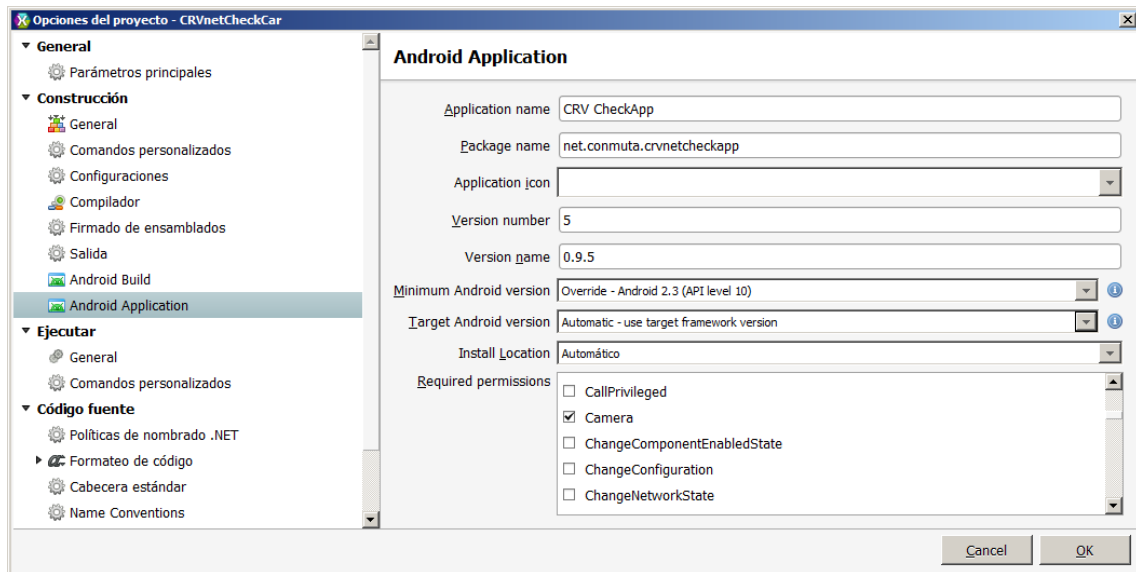 Opciones del proyecto - CRVnetCheckCar
General
Parámetros principales
Construcción
General
Comandos personalizados
Configuraciones
Compilador
Firmado de ensamblados
Salida
Android Build
Android Application
Ejecutar
General
Comandos personalizados
Código fuente
Políticas de nombrado .NET
Formateo de código
Cabecera estándar
Name Conventions
Android Application
Application name CRV CheckApp
Package name net.conmuta.crvnetcheckapp
Application icon
Version number 5
Version name 0.9.5
Minimum Android version Override - Android 2.3 (API level 10)
Target Android version Automatic - use target framework version
Install Location Automático
Required permissions
CallPrivileged
Camera
ChangeComponentEnabledState
ChangeConfiguration
ChangeNetworkState
Cancel OK